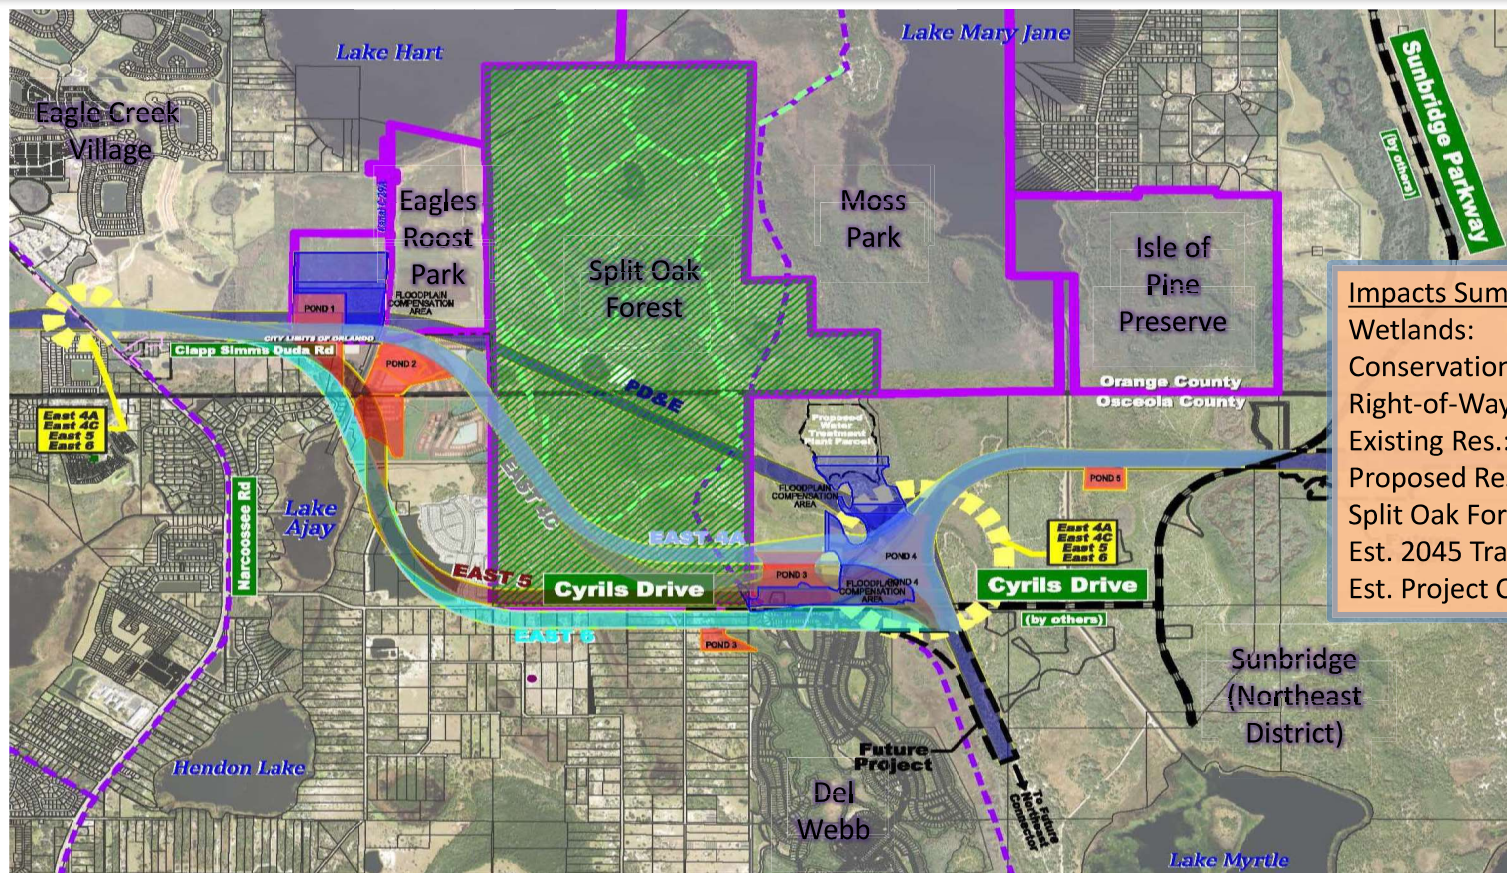 Lake Hart
Lake Mary Jane
Sunbridge Parkway
(by others)
Eagle Creek
Village
Eagles
Roost
Park
Moss
Park
Isle of
Pine
Preserve
Split Oak
Forest
POND 1
FLOODPLAIN
COMPENSATION
AREA
CITY LIMITS OF ORLANDO
Clapp Simms Duda Rd
POND 2
PD&E
Orange County
Osceola County
Impacts Sum
Wetlands:
Conservation
Right-of-Way
Existing Res.:
Proposed Re
Split Oak For
Est. 2045 Tra
Est. Project C
East 4A
East 4C
East 5
East 6
Proposed
Water
Treatment
Plant Parcel
FLOODPLAIN
COMPENSATION
AREA
POND 5
Narcoossee Rd
Lake
Ajay
EAST 4C
EAST 4A
East 4A
East 4C
East 5
East 6
POND 4
EAST 5
Cyrils Drive
POND 3
FLOODPLAIN
COMPENSATION
AREA
POND 4
Cyrils Drive
(by others)
EAST 6
POND 3
Sunbridge
(Northeast
District)
Future
Project
Hendon Lake
Del
Webb
To Future
Northeast
Connector
Lake Myrtle